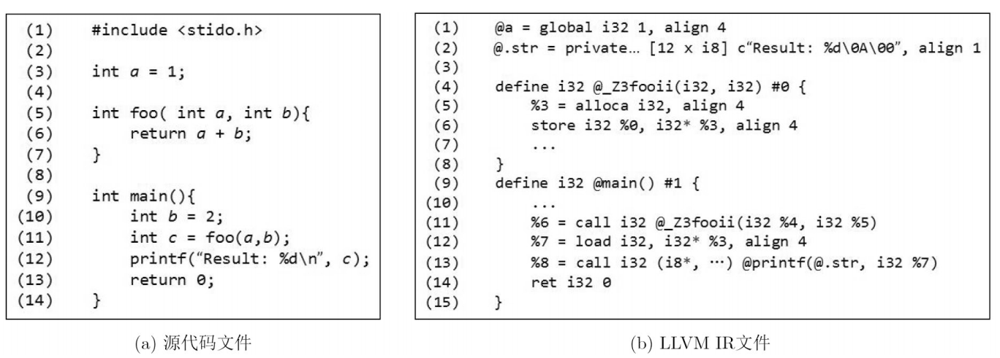 (1) #include <stido.h>
(2)
(3) int a = 1;
(4)
(5) int foo( int a, int b){
(6) return a + b;
(7) }
(8)
(9) int main(){
(10) int b = 2;
(11) int c = foo(a,b);
(12) printf(“Result: %d\n”, c);
(13) return 0;
(14) }
(a) 源代码文件
(1) @a = global i32 1, align 4
(2) @.str = private… [12 x i8] c“Result: %d\0A\00”, align 1
(3)
(4) define i32 @_Z3fooii(i32, i32) #0 {
(5) %3 = alloca i32, align 4
(6) store i32 %0, i32* %3, align 4
(7) ...
(8) }
(9) define i32 @main() #1 {
(10) ...
(11) %6 = call i32 @_Z3fooii(i32 %4, i32 %5)
(12) %7 = load i32, i32* %3, align 4
(13) %8 = call i32 (i8*, …) @printf(@.str, i32 %7)
(14) ret i32 0
(15) }
(b) LLVM IR文件